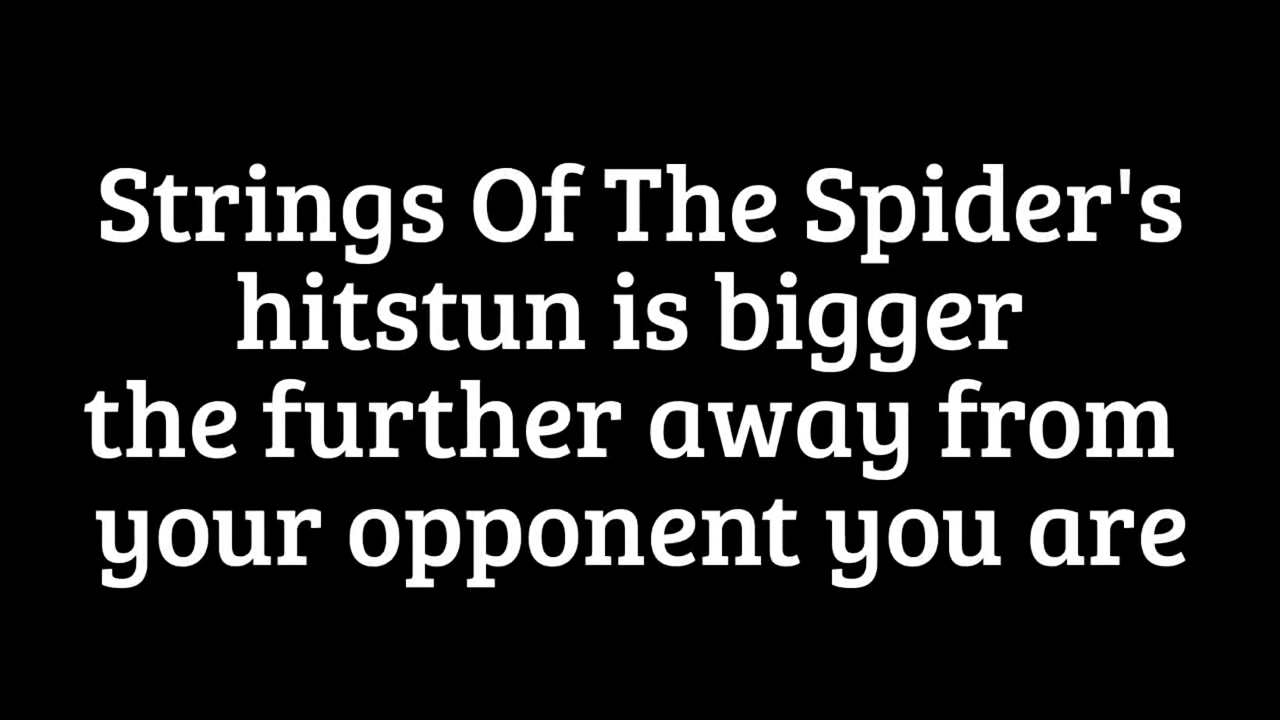 Strings Of The Spider's
hitstun is bigger
the further away from
your opponent you are